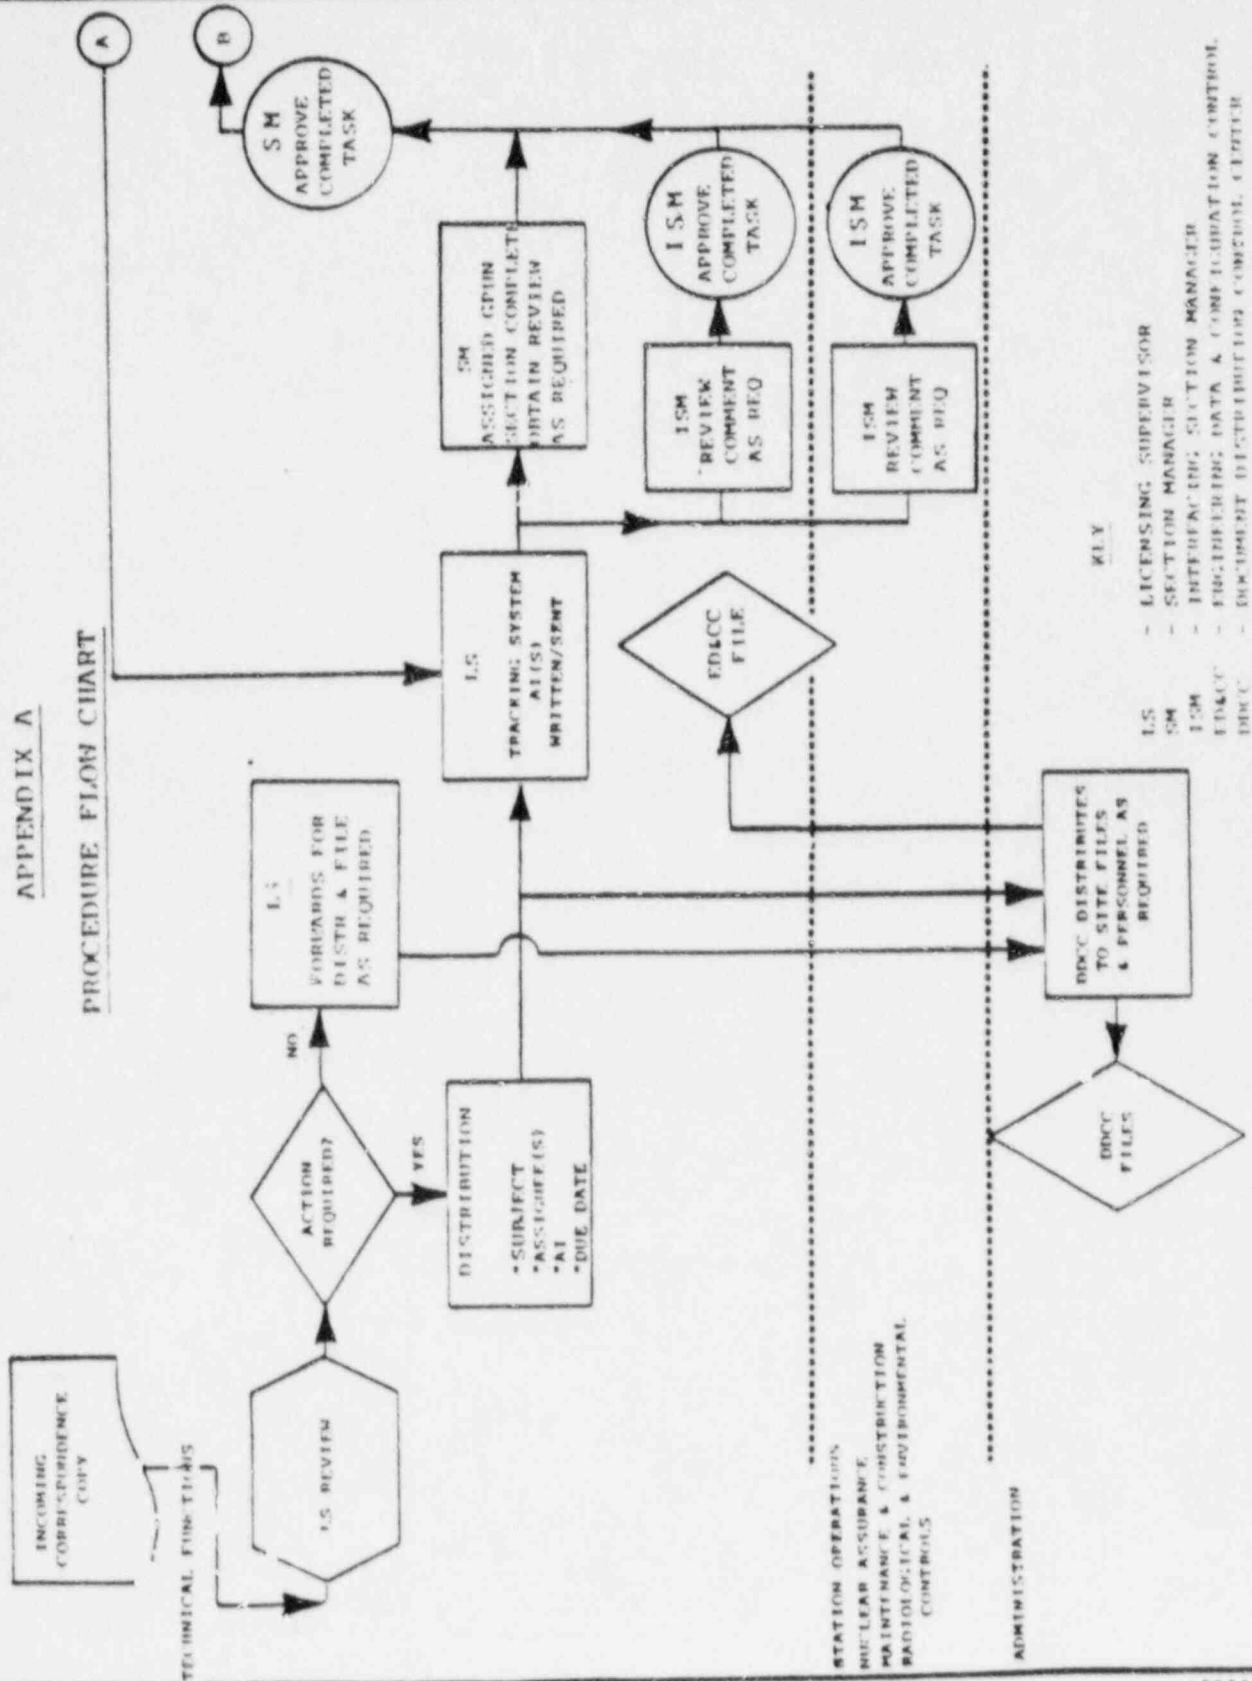 APPENDIX A
PROCEDURE FLOW CHART
INCOMING
CORRESPONDENCE
COPY
TECHNICAL FUNCTIONS
LS REVIEW
ACTION
REQUIRED?
NO
YES
LS
FORWARDS FOR
DISTR & FILE
AS REQUIRED
DISTRIBUTION
*SUBJECT
*ASSIGNEE(S)
*AI
*DUE DATE
LS
TRACKING SYSTEM
AI(S)
WRITTEN/SENT
A
B
SM
APPROVE
COMPLETED
TASK
SM
ASSIGNED GPUN
SECTION COMPLETE
OBTAIN REVIEW
AS REQUIRED
ISM
REVIEW
COMMENT
AS REQ
ISM
APPROVE
COMPLETED
TASK
ED&CC
FILE
STATION OPERATIONS
NUCLEAR ASSURANCE
MAINTENANCE & CONSTRUCTION
RADIOLOGICAL & ENVIRONMENTAL
CONTROLS
ISM
REVIEW
COMMENT
AS REQ
ISM
APPROVE
COMPLETED
TASK
ADMINISTRATION
DDCC DISTRIBUTES
TO SITE FILES
& PERSONNEL AS
REQUIRED
DDCC
FILES
KEY
LS - LICENSING SUPERVISOR
SM - SECTION MANAGER
ISM - INTERFACING SECTION MANAGER
ED&CC - ENGINEERING DATA & CONFIGURATION CONTROL
DDCC - DOCUMENT DISTRIBUTION CONTROL CENTER